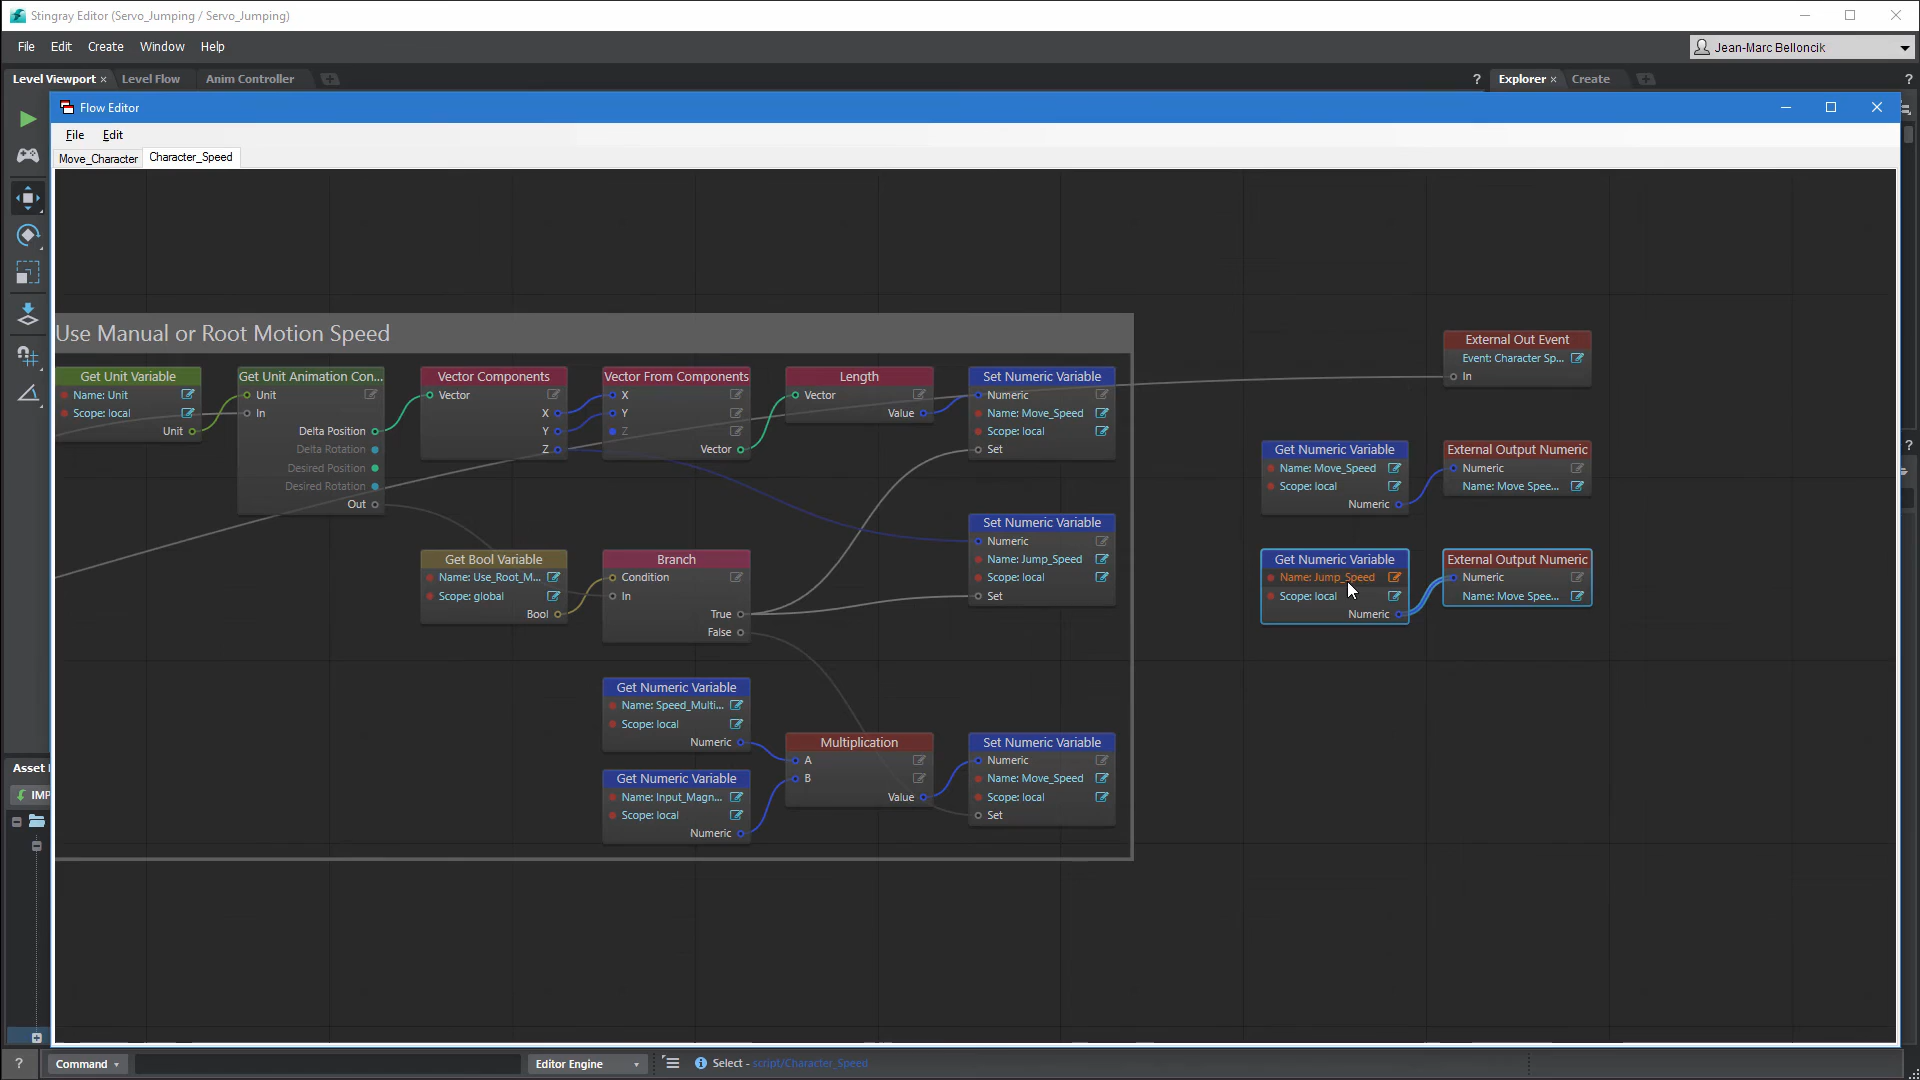 Stingray Editor (Servo_Jumping / Servo_Jumping)
File Edit Create Window Help
Jean-Marc Belloncik
Level Viewport × Level Flow Anim Controller
? Explorer × Create ?
Flow Editor
File Edit
Move_Character Character_Speed
Use Manual or Root Motion Speed
Get Unit Variable
Name: Unit
Scope: local
Unit
Get Unit Animation Con...
Unit
In
Delta Position
Delta Rotation
Desired Position
Desired Rotation
Out
Vector Components
Vector
X
Y
Z
Vector From Components
X
Y
Z
Vector
Length
Vector
Value
Set Numeric Variable
Numeric
Name: Move_Speed
Scope: local
Set
External Out Event
Event: Character Sp...
In
Get Numeric Variable
Name: Move_Speed
Scope: local
Numeric
External Output Numeric
Numeric
Name: Move Spee...
Set Numeric Variable
Numeric
Name: Jump_Speed
Scope: local
Set
Get Bool Variable
Name: Use_Root_M...
Scope: global
Bool
Branch
Condition
In
True
False
Get Numeric Variable
Name: Jump_Speed
Scope: local
Numeric
External Output Numeric
Numeric
Name: Move Spee...
Get Numeric Variable
Name: Speed_Multi...
Scope: local
Numeric
Get Numeric Variable
Name: Input_Magn...
Scope: local
Numeric
Multiplication
A
B
Value
Set Numeric Variable
Numeric
Name: Move_Speed
Scope: local
Set
?
Asset
IMP
? Command Editor Engine Select - script/Character_Speed